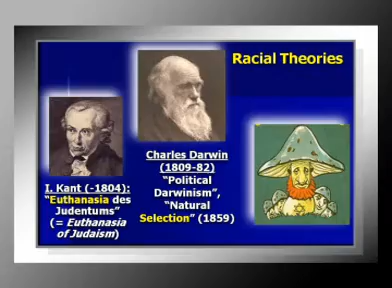 Racial Theories
I. Kant (-1804):
"Euthanasia des
Judentums"
(= Euthanasia
of Judaism)
Charles Darwin
(1809-82)
"Political
Darwinism",
"Natural
Selection" (1859)